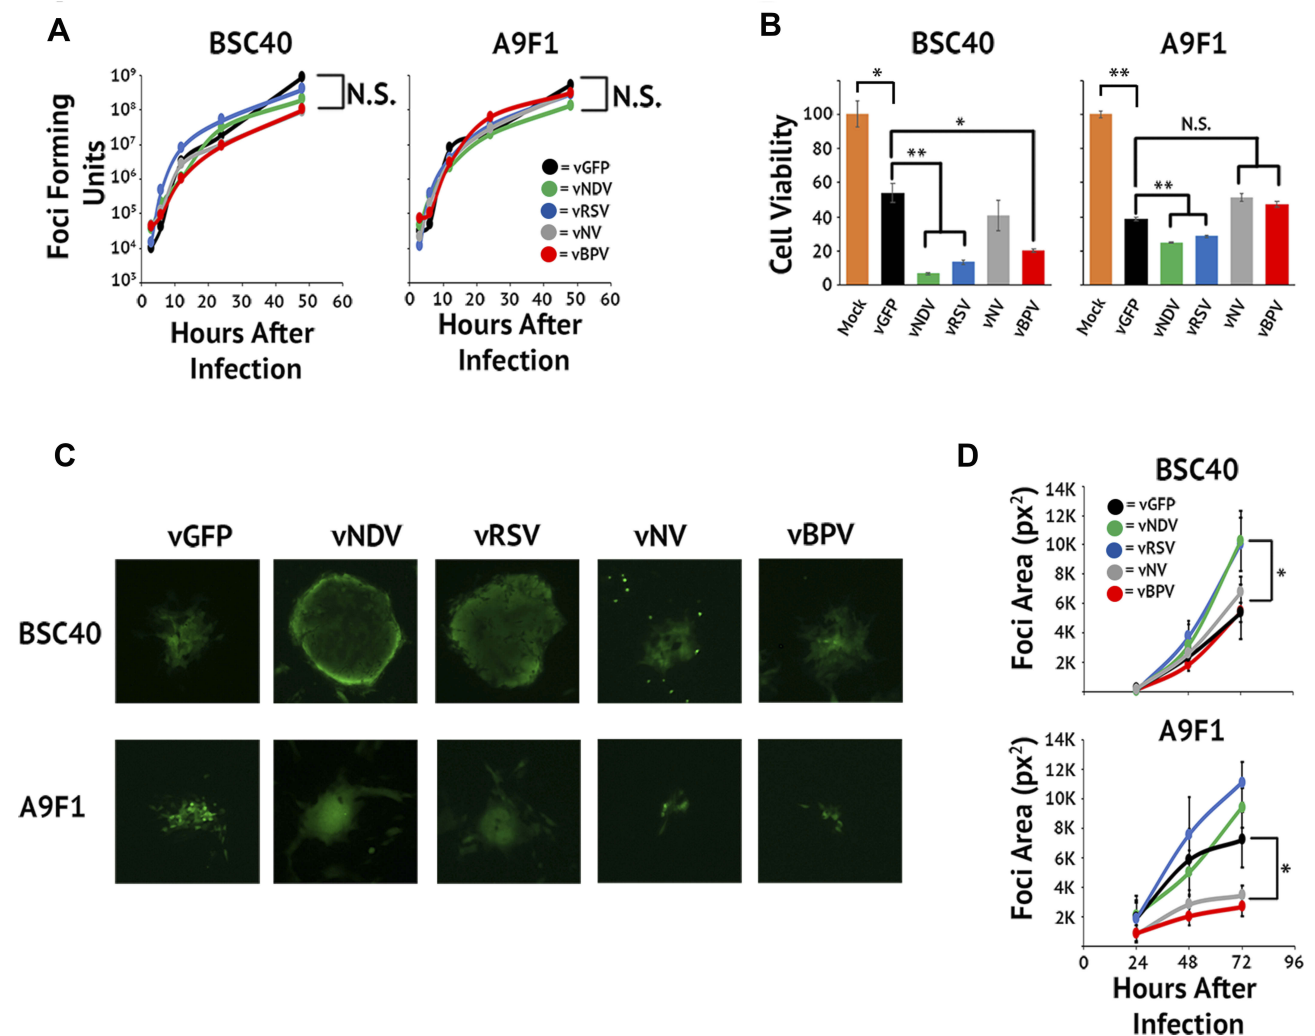 A
BSC40
A9F1
Foci Forming
Units
10⁹
10⁸
10⁷
10⁶
10⁵
10⁴
10³
N.S.
N.S.
= vGFP
= vNDV
= vRSV
= vNV
= vBPV
0 10 20 30 40 50 60
0 10 20 30 40 50 60
Hours After
Infection
Hours After
Infection
B
BSC40
A9F1
Cell Viability
100
80
60
40
20
0
*
**
*
**
N.S.
**
Mock vGFP vNDV vRSV vNV vBPV
Mock vGFP vNDV vRSV vNV vBPV
C
vGFP vNDV vRSV vNV vBPV
BSC40
A9F1
D
BSC40
Foci Area (px²)
14K
12K
10K
8K
6K
4K
2K
= vGFP
= vNDV
= vRSV
= vNV
= vBPV
*
A9F1
Foci Area (px²)
14K
12K
10K
8K
6K
4K
2K
*
0 24 48 72 96
Hours After
Infection